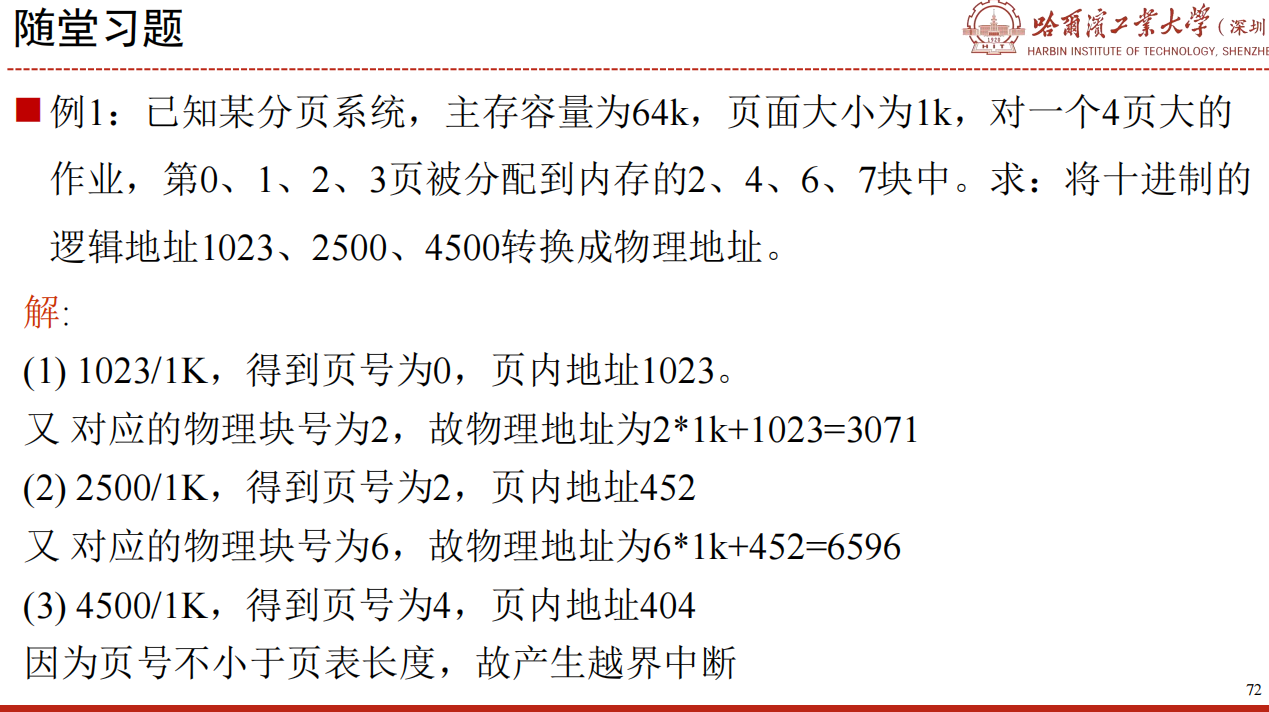 随堂习题
哈爾濱工業大學(深圳
HARBIN INSTITUTE OF TECHNOLOGY, SHENZHE
HIT
例1：已知某分页系统，主存容量为64k，页面大小为1k，对一个4页大的
作业，第0、1、2、3页被分配到内存的2、4、6、7块中。求：将十进制的
逻辑地址1023、2500、4500转换成物理地址。
解:
(1) 1023/1K，得到页号为0，页内地址1023。
又 对应的物理块号为2，故物理地址为2*1k+1023=3071
(2) 2500/1K，得到页号为2，页内地址452
又 对应的物理块号为6，故物理地址为6*1k+452=6596
(3) 4500/1K，得到页号为4，页内地址404
因为页号不小于页表长度，故产生越界中断
72